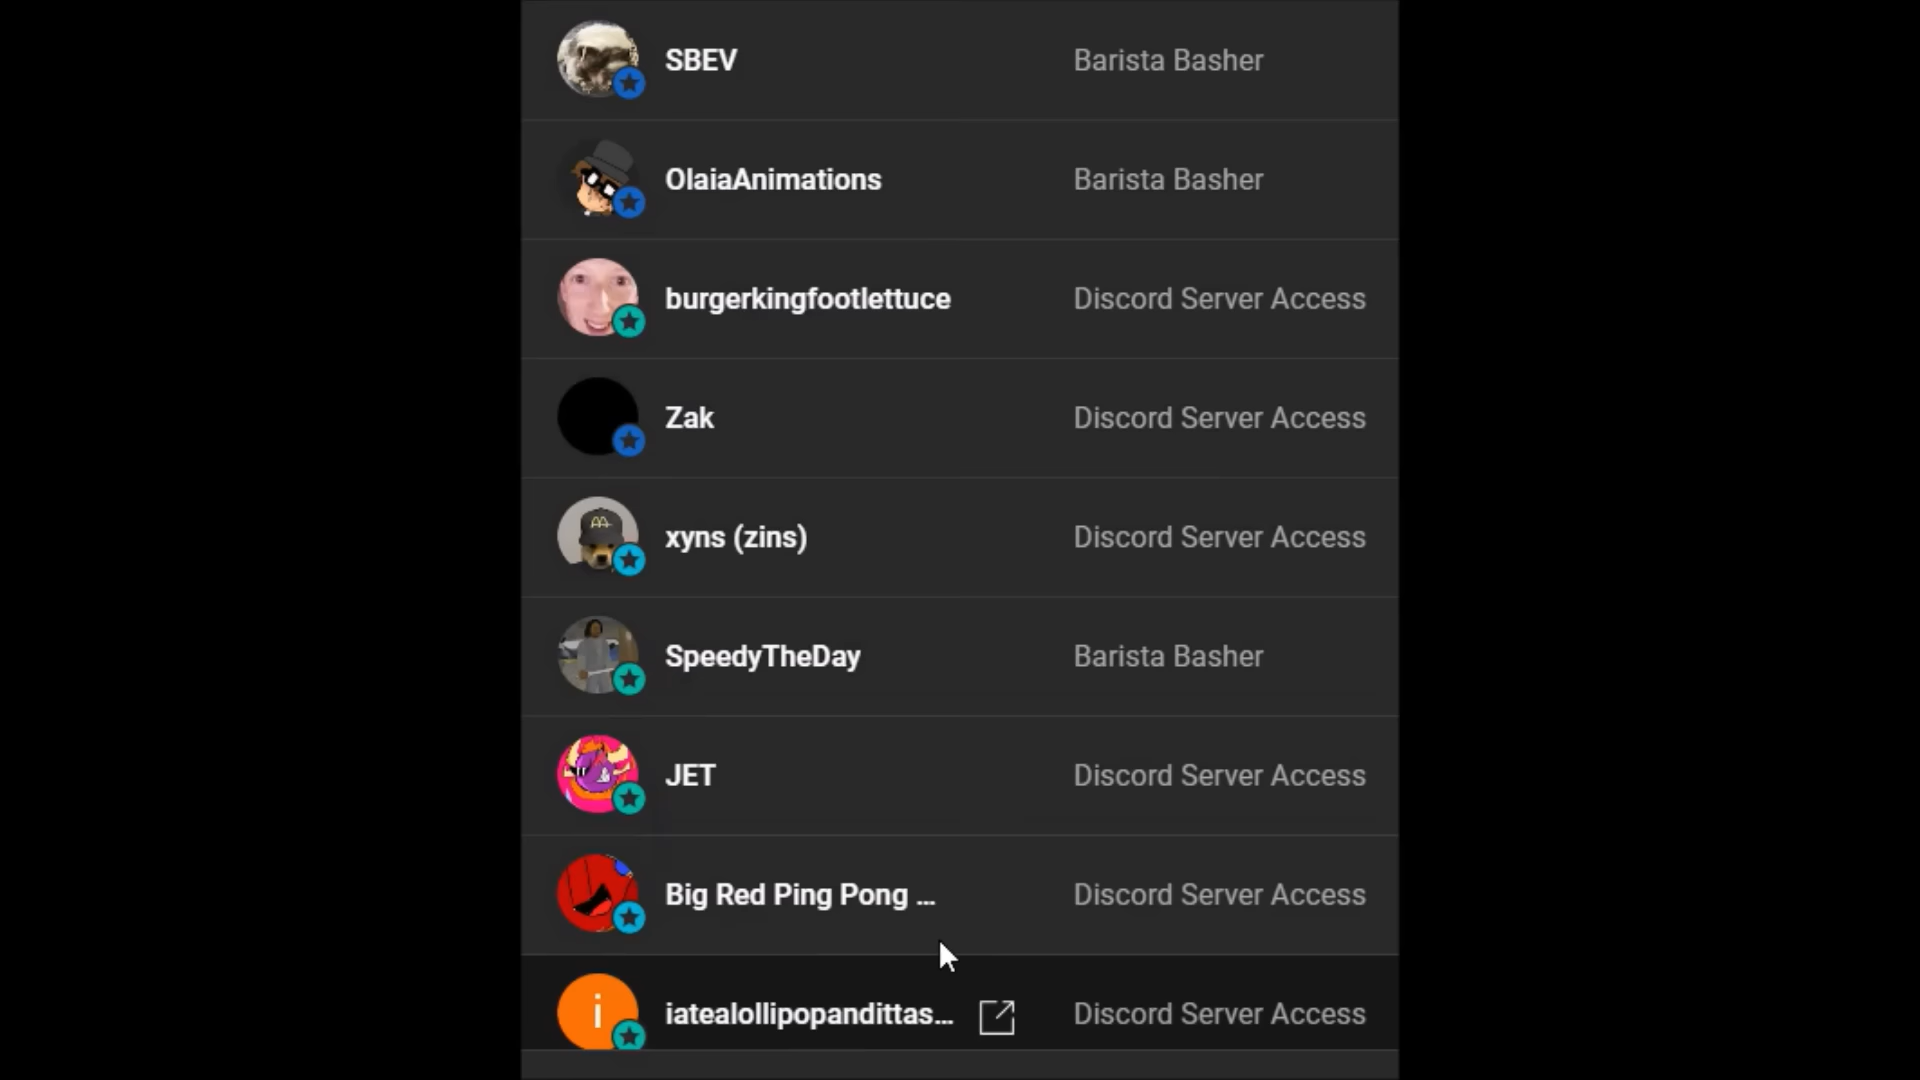 SBEV Barista Basher
OlaiaAnimations Barista Basher
burgerkingfootlettuce Discord Server Access
Zak Discord Server Access
xyns (zins) Discord Server Access
SpeedyTheDay Barista Basher
JET Discord Server Access
Big Red Ping Pong ... Discord Server Access
i iatealollipopandittas... Discord Server Access